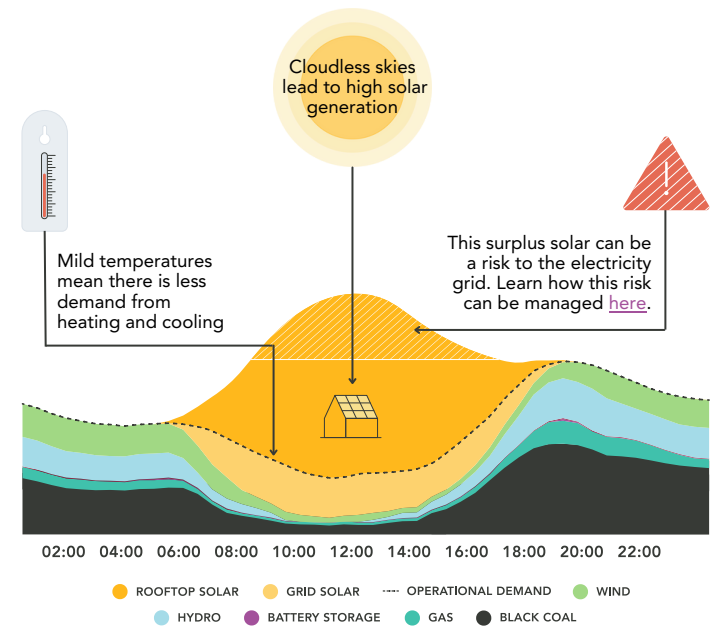 Cloudless skies
lead to high solar
generation
!
Mild temperatures
mean there is less
demand from
heating and cooling
This surplus solar can be
a risk to the electricity
grid. Learn how this risk
can be managed here.
02:00 04:00 06:00 08:00 10:00 12:00 14:00 16:00 18:00 20:00 22:00
ROOFTOP SOLAR GRID SOLAR OPERATIONAL DEMAND WIND
HYDRO BATTERY STORAGE GAS BLACK COAL